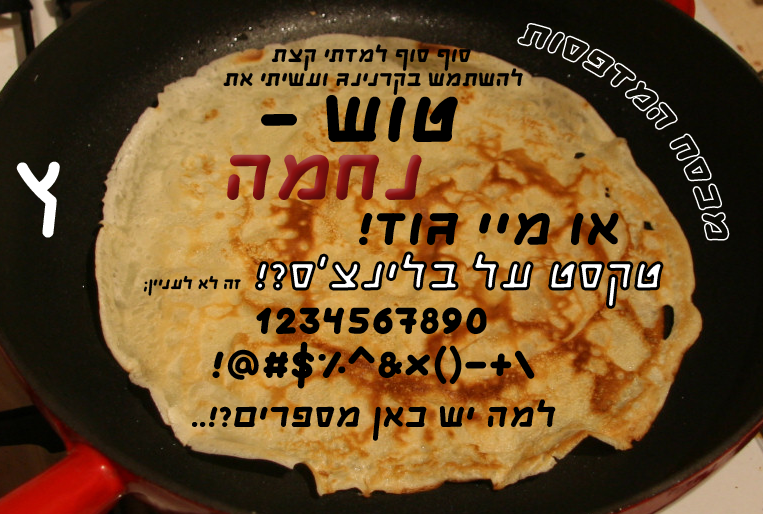 סוף סוף למדתי קצת
להשתמש בקרנינג ועשיתי את
טוש -
נחמה
או מיי גוד!
טקסט על בלינצ'ס?! זה לא לעניין;
1234567890
!@#$%^&×()-+\
למה יש כאן מספרים?!..
מבסח המדפסות
ץ